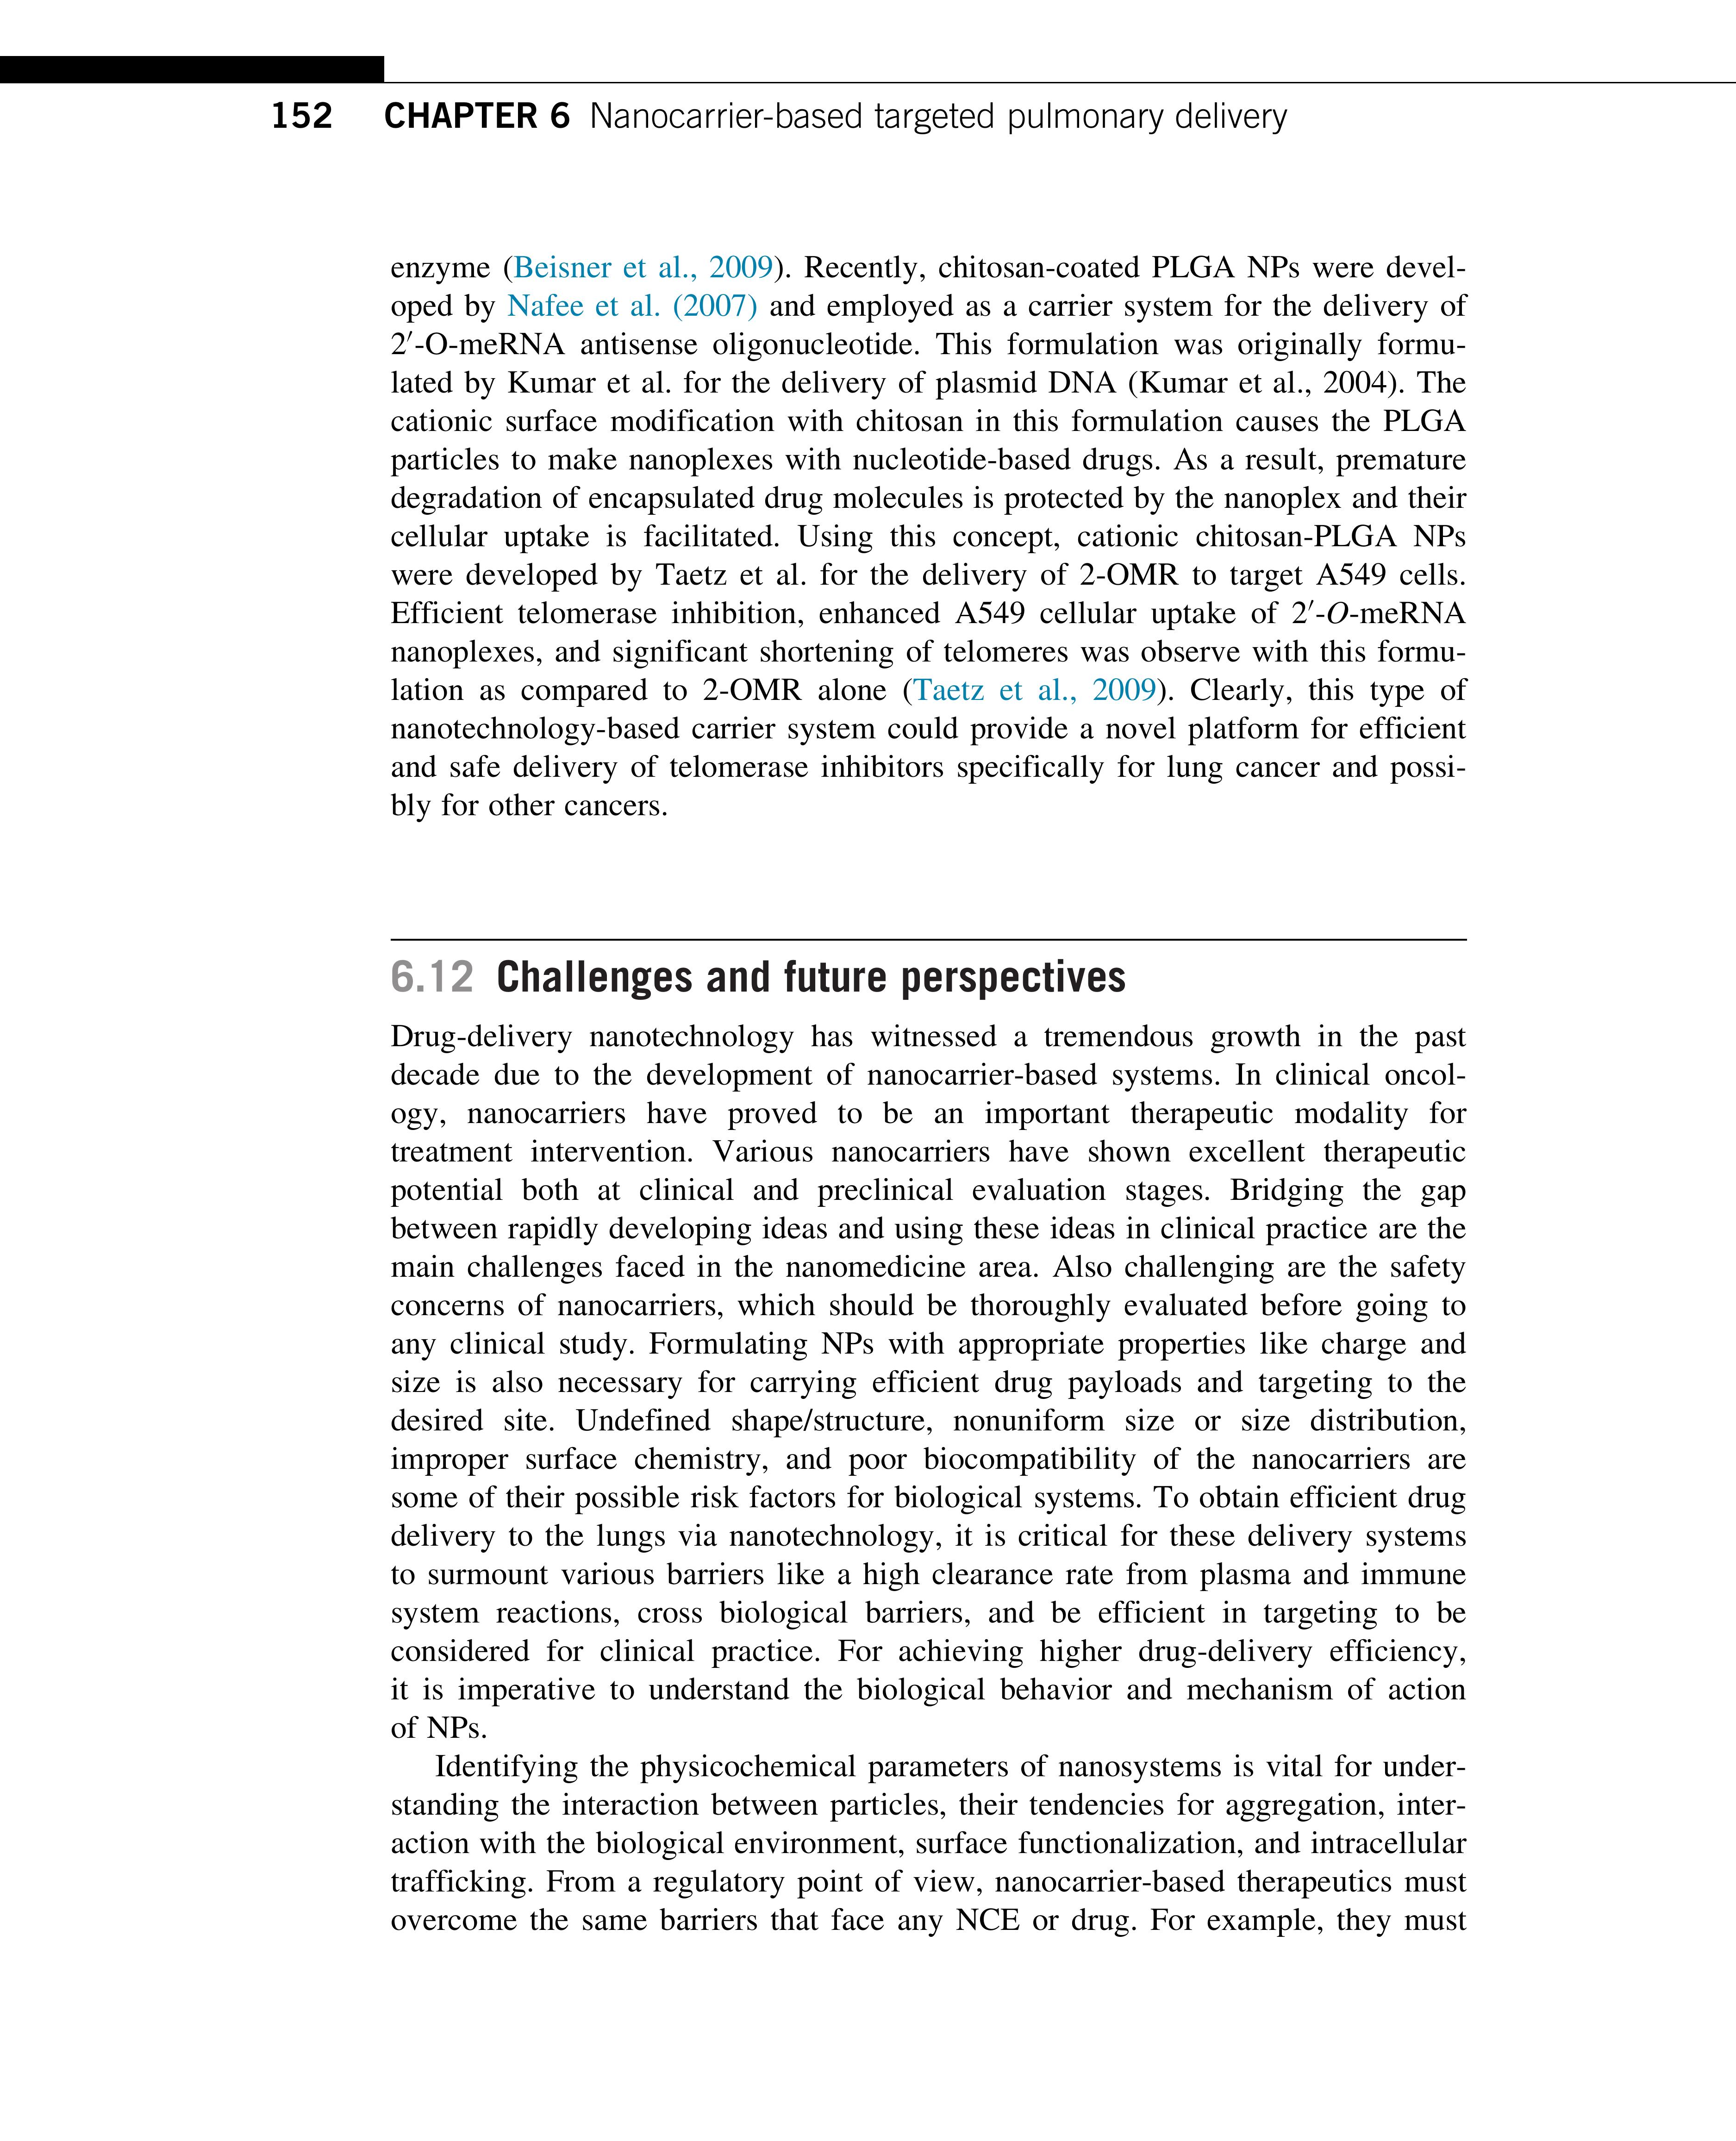 152 CHAPTER 6 Nanocarrier-based targeted pulmonary delivery
enzyme (Beisner et al., 2009). Recently, chitosan-coated PLGA NPs were devel-
oped by Nafee et al. (2007) and employed as a carrier system for the delivery of
2′-O-meRNA antisense oligonucleotide. This formulation was originally formu-
lated by Kumar et al. for the delivery of plasmid DNA (Kumar et al., 2004). The
cationic surface modification with chitosan in this formulation causes the PLGA
particles to make nanoplexes with nucleotide-based drugs. As a result, premature
degradation of encapsulated drug molecules is protected by the nanoplex and their
cellular uptake is facilitated. Using this concept, cationic chitosan-PLGA NPs
were developed by Taetz et al. for the delivery of 2-OMR to target A549 cells.
Efficient telomerase inhibition, enhanced A549 cellular uptake of 2′-O-meRNA
nanoplexes, and significant shortening of telomeres was observe with this formu-
lation as compared to 2-OMR alone (Taetz et al., 2009). Clearly, this type of
nanotechnology-based carrier system could provide a novel platform for efficient
and safe delivery of telomerase inhibitors specifically for lung cancer and possi-
bly for other cancers.
6.12 Challenges and future perspectives
Drug-delivery nanotechnology has witnessed a tremendous growth in the past
decade due to the development of nanocarrier-based systems. In clinical oncol-
ogy, nanocarriers have proved to be an important therapeutic modality for
treatment intervention. Various nanocarriers have shown excellent therapeutic
potential both at clinical and preclinical evaluation stages. Bridging the gap
between rapidly developing ideas and using these ideas in clinical practice are the
main challenges faced in the nanomedicine area. Also challenging are the safety
concerns of nanocarriers, which should be thoroughly evaluated before going to
any clinical study. Formulating NPs with appropriate properties like charge and
size is also necessary for carrying efficient drug payloads and targeting to the
desired site. Undefined shape/structure, nonuniform size or size distribution,
improper surface chemistry, and poor biocompatibility of the nanocarriers are
some of their possible risk factors for biological systems. To obtain efficient drug
delivery to the lungs via nanotechnology, it is critical for these delivery systems
to surmount various barriers like a high clearance rate from plasma and immune
system reactions, cross biological barriers, and be efficient in targeting to be
considered for clinical practice. For achieving higher drug-delivery efficiency,
it is imperative to understand the biological behavior and mechanism of action
of NPs.
Identifying the physicochemical parameters of nanosystems is vital for under-
standing the interaction between particles, their tendencies for aggregation, inter-
action with the biological environment, surface functionalization, and intracellular
trafficking. From a regulatory point of view, nanocarrier-based therapeutics must
overcome the same barriers that face any NCE or drug. For example, they must